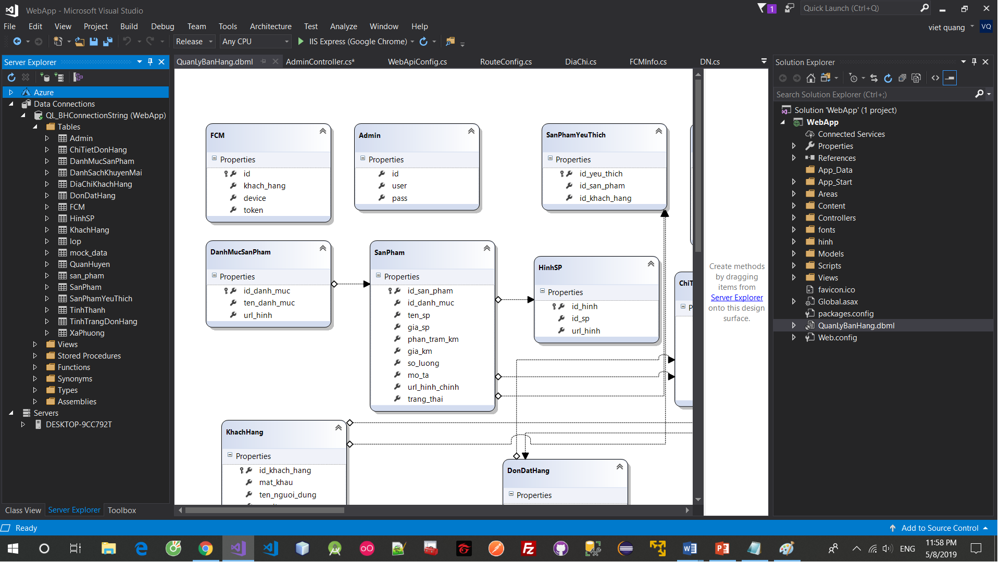 WebApp - Microsoft Visual Studio
1
Quick Launch (Ctrl+Q)
File Edit View Project Build Debug Team Tools Architecture Test Analyze Window Help
viet quang VQ
Release Any CPU IIS Express (Google Chrome)
Server Explorer
Azure
Data Connections
QL_BHConnectionString (WebApp)
Tables
Admin
ChiTietDonHang
DanhMucSanPham
DanhSachKhuyenMai
DiaChiKhachHang
DonDatHang
FCM
HinhSP
KhachHang
lop
mock_data
QuanHuyen
san_pham
SanPham
SanPhamYeuThich
TinhThanh
TinhTrangDonHang
XaPhuong
Views
Stored Procedures
Functions
Synonyms
Types
Assemblies
Servers
DESKTOP-9CC792T
Class View Server Explorer Toolbox
QuanLyBanHang.dbml AdminController.cs* WebApiConfig.cs RouteConfig.cs DiaChi.cs FCMInfo.cs DN.cs
FCM
Properties
id
khach_hang
device
token
Admin
Properties
id
user
pass
SanPhamYeuThich
Properties
id_yeu_thich
id_san_pham
id_khach_hang
DanhMucSanPham
Properties
id_danh_muc
ten_danh_muc
url_hinh
SanPham
Properties
id_san_pham
id_danh_muc
ten_sp
gia_sp
phan_tram_km
gia_km
so_luong
mo_ta
url_hinh_chinh
trang_thai
HinhSP
Properties
id_hinh
id_sp
url_hinh
ChiT
P
KhachHang
Properties
id_khach_hang
mat_khau
ten_nguoi_dung
DonDatHang
Properties
Create methods
by dragging
items from
Server Explorer
onto this design
surface.
Solution Explorer
Search Solution Explorer (Ctrl+;)
Solution 'WebApp' (1 project)
WebApp
Connected Services
Properties
References
App_Data
App_Start
Areas
Content
Controllers
fonts
hinh
Models
Scripts
Views
favicon.ico
Global.asax
packages.config
QuanLyBanHang.dbml
Web.config
Ready
Add to Source Control
ENG
11:58 PM
5/8/2019